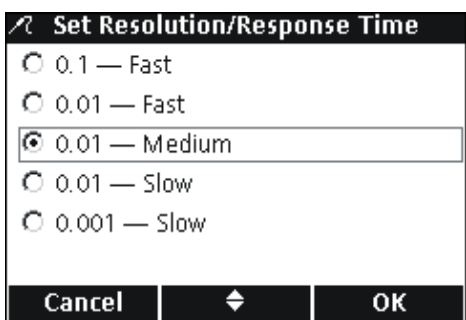 Set Resolution/Response Time
0.1 — Fast
0.01 — Fast
0.01 — Medium
0.01 — Slow
0.001 — Slow
Cancel OK